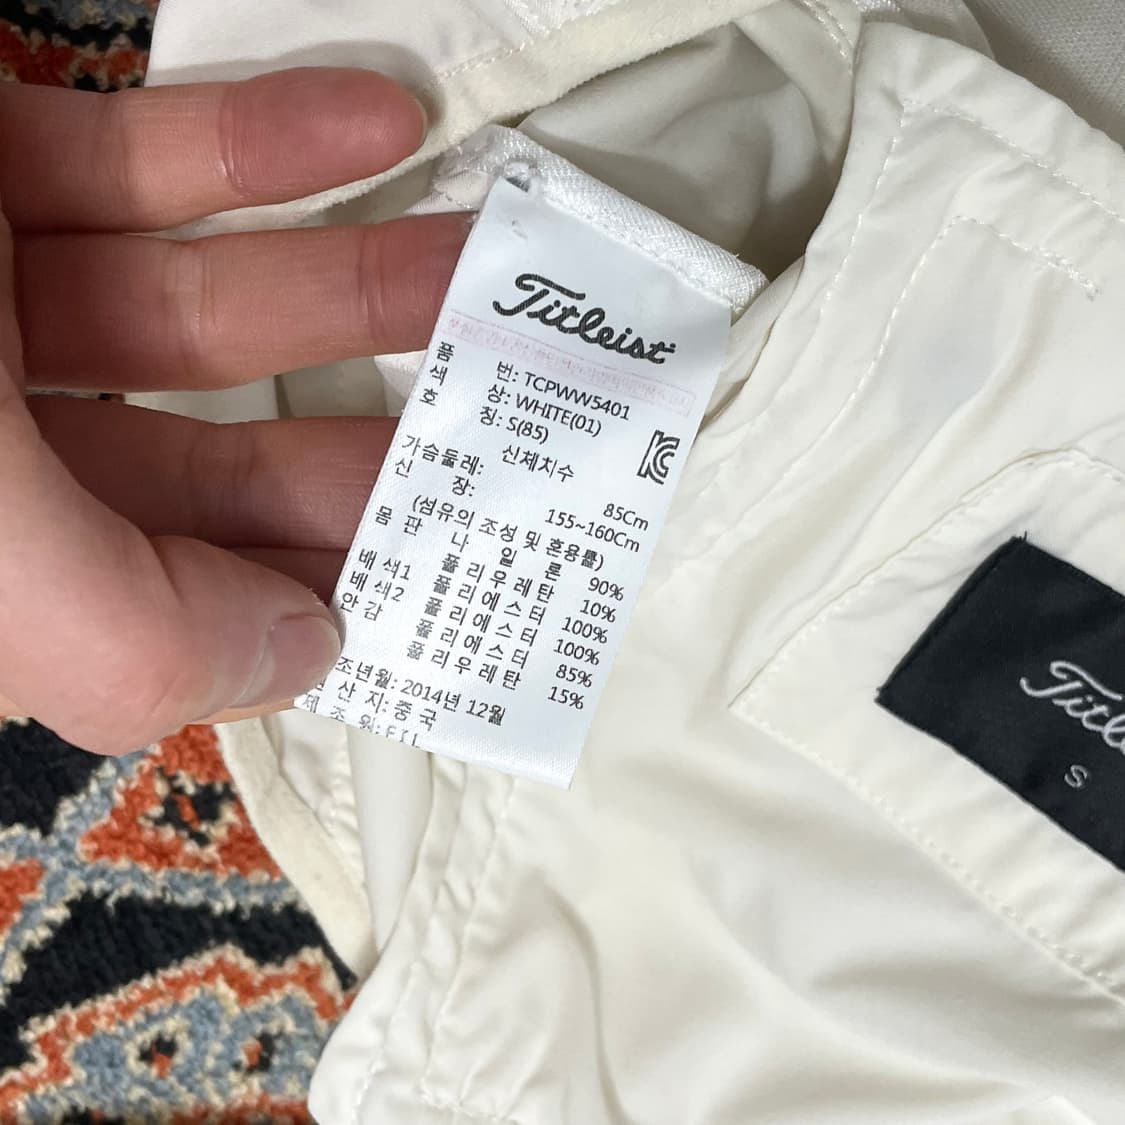 Titleist
품 번: TCPWW5401
색 상: WHITE(01)
호 칭: S(85)
신체치수
가슴둘레: 85Cm
신 장: 155~160Cm
(섬유의 조성 및 혼용률)
몸 판 나 일 론 90%
폴 리 우 레 탄 10%
배 색1 폴 리 에 스 터 100%
배 색2 폴 리 에 스 터 100%
안 감 폴 리 에 스 터 85%
폴 리 우 레 탄 15%
조년월: 2014년 12월
산 지: 중 국
제 조 원:
S